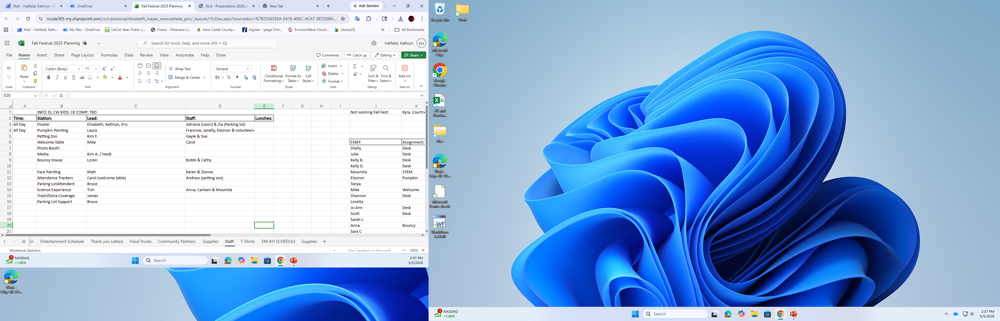 Mail - Hatfield, Kathryn - O
OneDrive
Fall Festival 2025 Planning.
DLA - Presentation 2026.do
New Tab
Ask Gemini
nccde365-my.sharepoint.com/:x:/r/personal/elizabeth_mayer_newcastlede_gov/_layouts/15/Doc.aspx?sourcedoc=%7B23563E6A-E418-406C-ACA7-8ED50BA...
Mail - Hatfield, Kath...
My files - OneDrive
LibCal: Bear Public L...
Home - Delaware Li...
New Castle County...
Ingram - ipage Ord...
EnvisionWare Cloud...
LibraryIQ
All Bookmarks
Fall Festival 2025 Planning
Search for tools, help, and more (Alt + Q)
Hatfield, Kathryn
KH
File Home Insert Share Page Layout Formulas Data Review View Automate Help Draw
Comments Catch up Editing Share
Calibri (Body) 11
Wrap Text
Merge & Center
General
Paste
Conditional Formatting
Format As Table
Cell Styles
Insert
Delete
Format
Sort & Filter
Find & Select
Add-ins
Undo Clipboard Font Alignment Number Styles Cells Editing Add-ins
E20
fx
A B C D E F G H I J K
1 INFO: EL CW KIDS: CK COMP: TBD Not working Fall Fest: Kyra, Courtne
2 Time: Station: Lead: Staff: Lunches:
3 All Day Floater Elizabeth, Kathryn, Eric Adriana (Lawn) & Zia (Parking lot)
4 All Day Pumpkin Painting Laura Francine, Janelly, Eleonor & volunteers
5 Petting Zoo Kim F. Gayle & Sue
6 Welcome Table Mike Carol STAFF Assignment:
7 Photo Booth Shelly Desk
8 Media Kim A. / Heidi Julie Desk
9 Bouncy House Loren Bobbi & Cathy Kelly B. Desk
10 Kelly G. Desk
11 Face Painting Matt Karen & Donna Moumita STEM
12 Attendance Trackers Carol (welcome table) Andrew (petting zoo) Eleonor Pumpkin
13 Parking LotAttendent Bruce Tanya
14 Science Experience Tish Anna, Carleen & Moumita Mike Welcome
15 Trash/Extra Coverage James Shannon Desk
16 Parking Lot Support Bruce Loretta
17 Jo Ann Desk
18 Scott Desk
19 Sarah L
20 Anna Bouncy
21 Sara C
on Entertainment Schedule Thank you Letters Food Trucks Community Partners Supplies Staff T-Shirts EM-KH SCHEDULE Supplies
Workbook Statistics
Give Feedback to Microsoft
100%
1
NASDAQ
+1.08%
Search
2:57 PM
5/5/2026
Work -
Edge-BE-ST...
Recycle Bin
Work
Microsoft
Edge
Google
Chrome
AY and
Standa...
Files
Work -
Edge-BE-ST...
Microsoft
Teams classic
WF
WorkFlows
3.7.0.0J
1
NASDAQ
+1.08%
Search
2:57 PM
5/5/2026